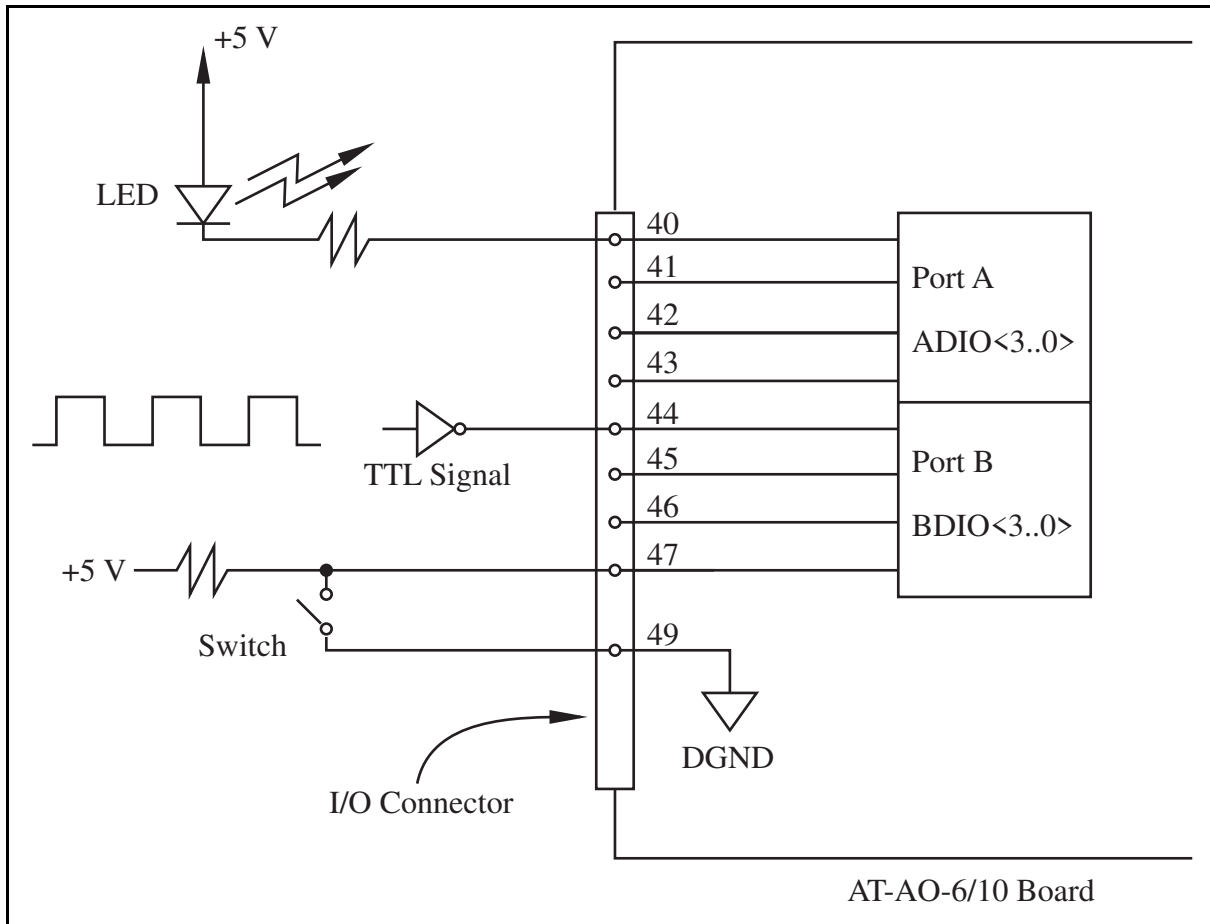 +5 V
LED
40
41
Port A
42
ADIO<3..0>
43
44
TTL Signal
45
Port B
46
BDIO<3..0>
47
+5 V
Switch
49
DGND
I/O Connector
AT-AO-6/10 Board